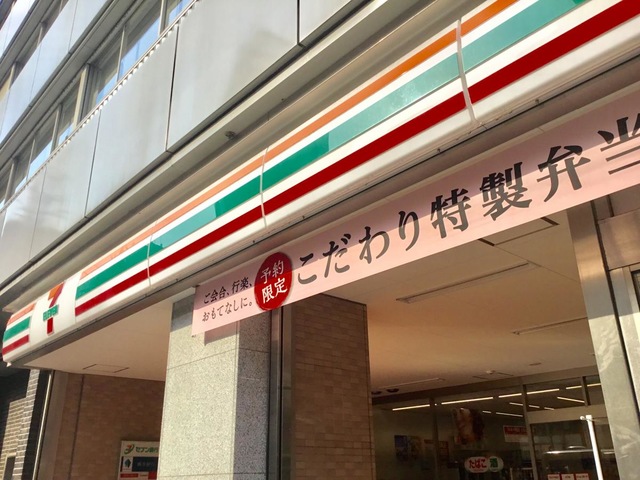 ご会合、行楽、
おもてなしに。
予約
限定
こだわり特製弁当
セブン銀行
たばこ
酒